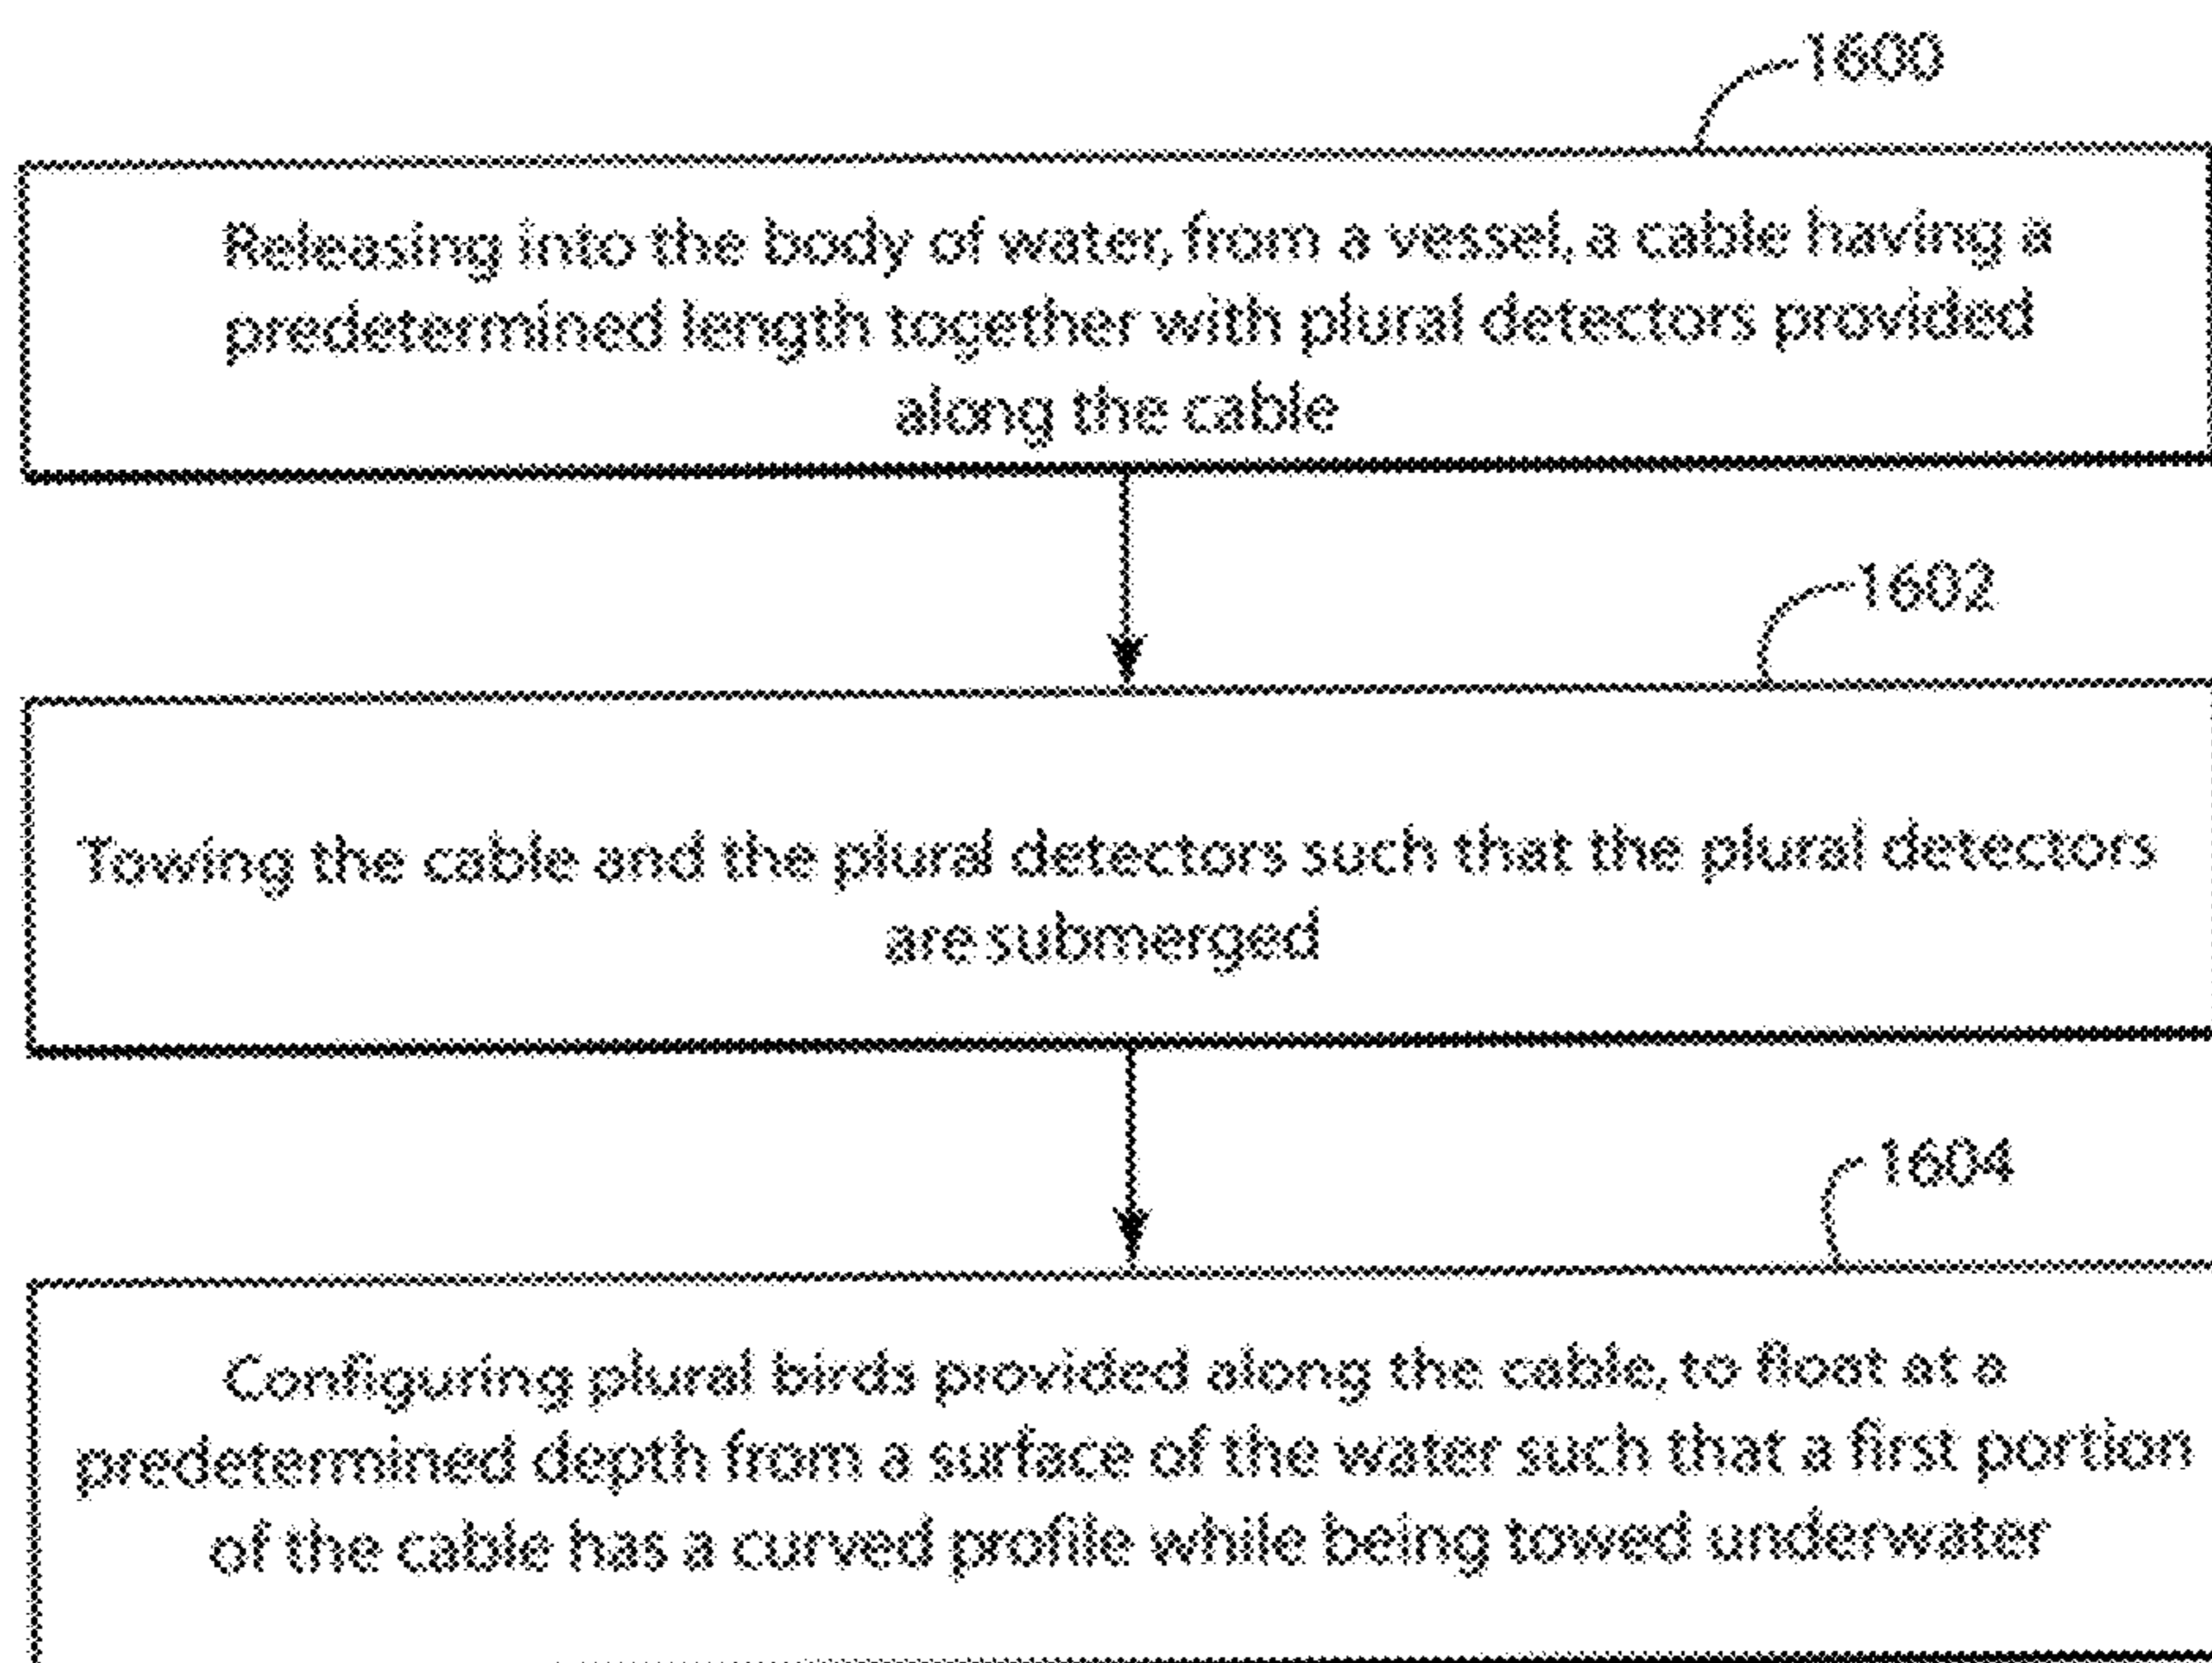 1600
Releasing into the body of water, from a vessel, a cable having a
predetermined length together with plural detectors provided
along the cable
1602
Towing the cable and the plural detectors such that the plural detectors
are submerged
1604
Configuring plural birds provided along the cable, to float at a
predetermined depth from a surface of the water such that a first portion
of the cable has a curved profile while being towed underwater